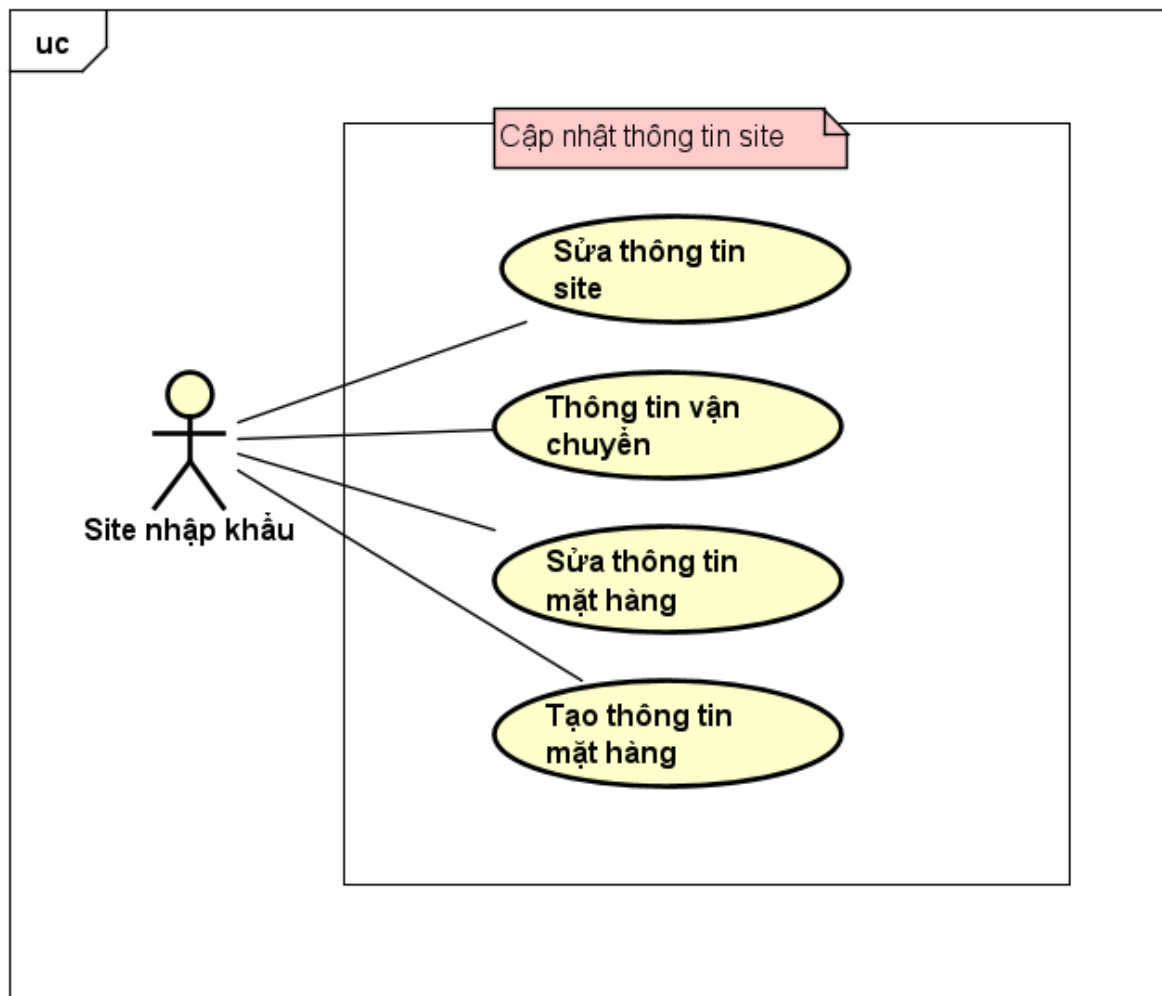 uc
Cập nhật thông tin site
Sửa thông tin
site
Thông tin vận
chuyển
Site nhập khẩu
Sửa thông tin
mặt hàng
Tạo thông tin
mặt hàng